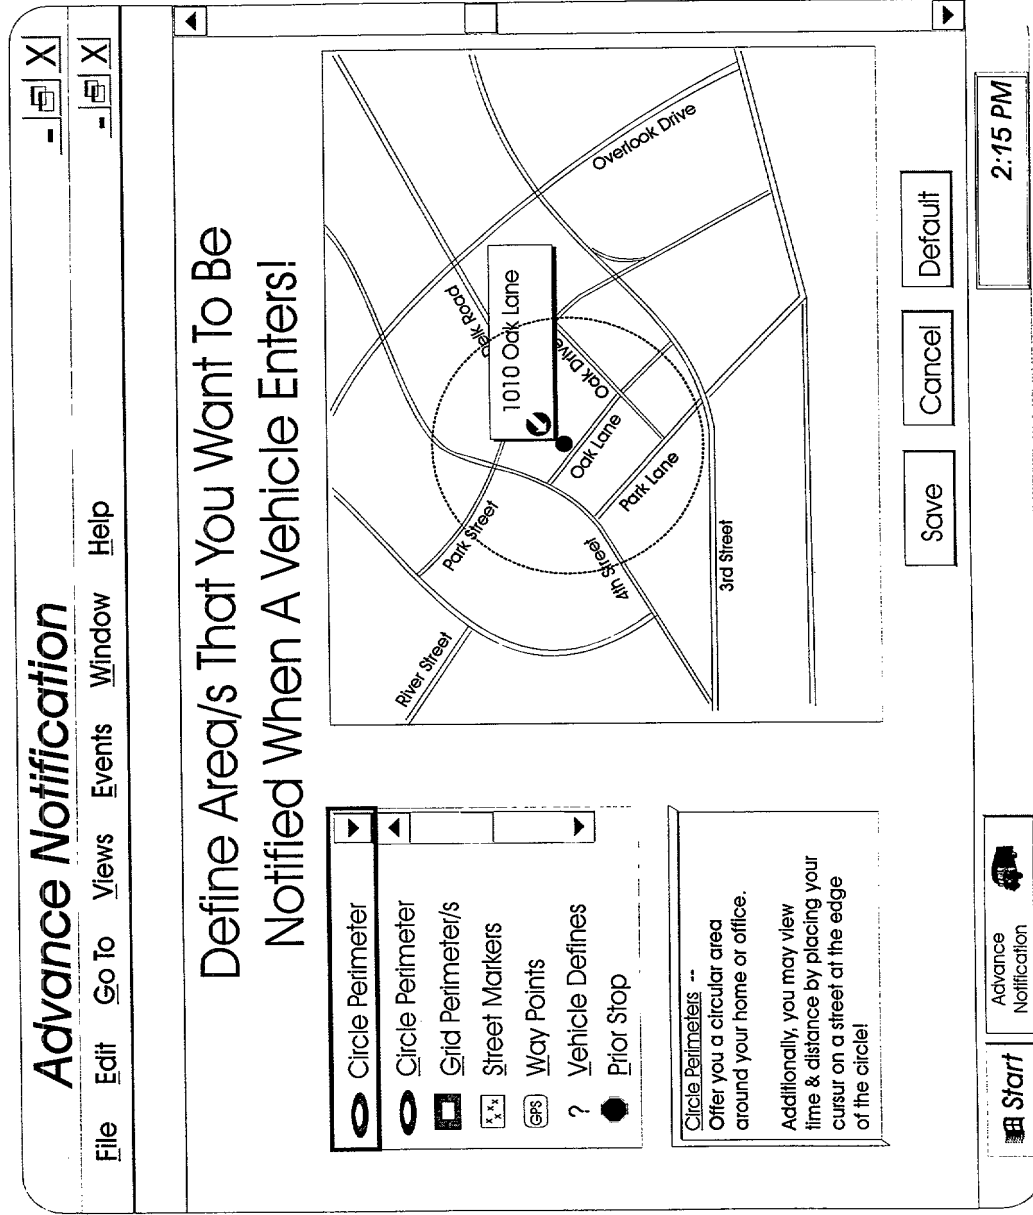 Advance Notification
X
X
File Edit Go To Views Events Window Help
Define Area/s That You Want To Be
Notified When A Vehicle Enters!
Circle Perimeter
Circle Perimeter
Grid Perimeter/s
Street Markers
GPS Way Points
? Vehicle Defines
Prior Stop
Circle Perimeters --
Offer you a circular area
around your home or office.
Additionally, you may view
time & distance by placing your
cursur on a street at the edge
of the circle!
River Street
Park Street
Delk Road
1010 Oak Lane
Oak Drive
Oak Lane
Park Lane
4th Street
3rd Street
Overlook Drive
Save Cancel Default
Start
Advance
Notification
2:15 PM